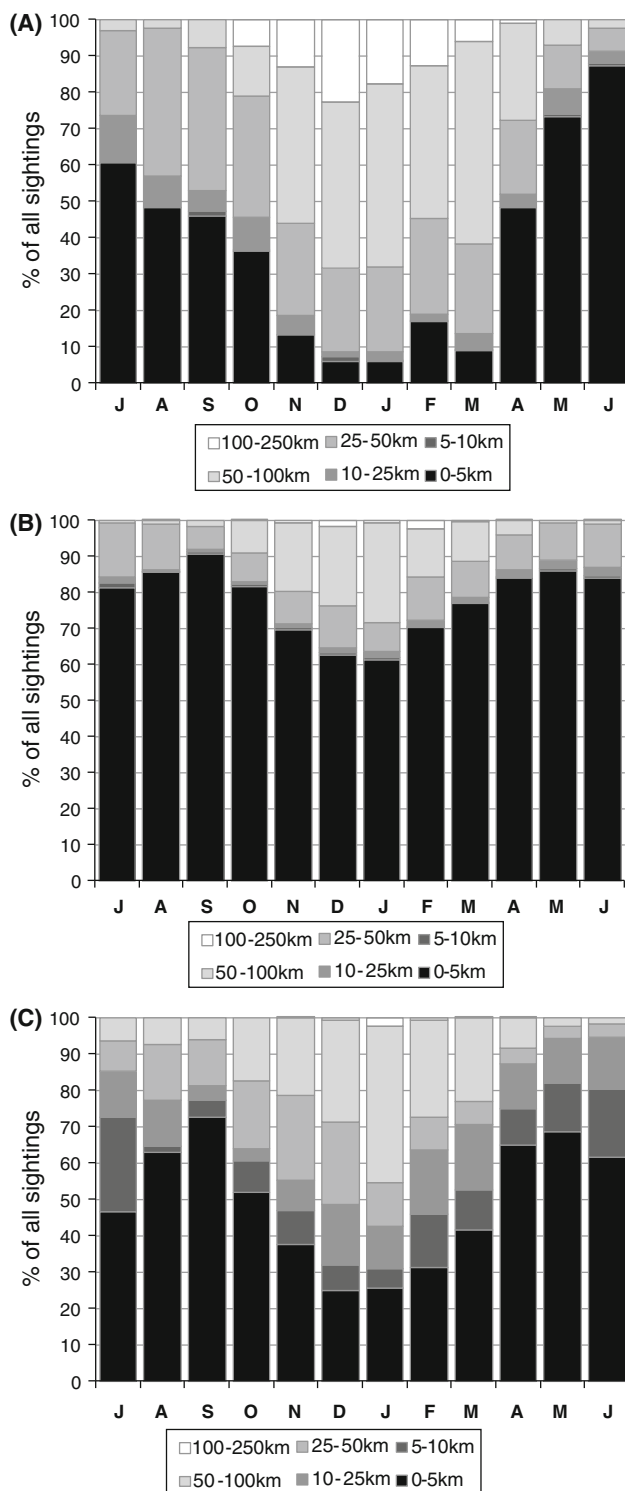 (A)
% of all sightings
100
90
80
70
60
50
40
30
20
10
0
J A S O N D J F M A M J
100-250km 25-50km 5-10km
50-100km 10-25km 0-5km
(B)
% of all sightings
100
90
80
70
60
50
40
30
20
10
0
J A S O N D J F M A M J
100-250km 25-50km 5-10km
50-100km 10-25km 0-5km
(C)
% of all sightings
100
90
80
70
60
50
40
30
20
10
0
J A S O N D J F M A M J
100-250km 25-50km 5-10km
50-100km 10-25km 0-5km